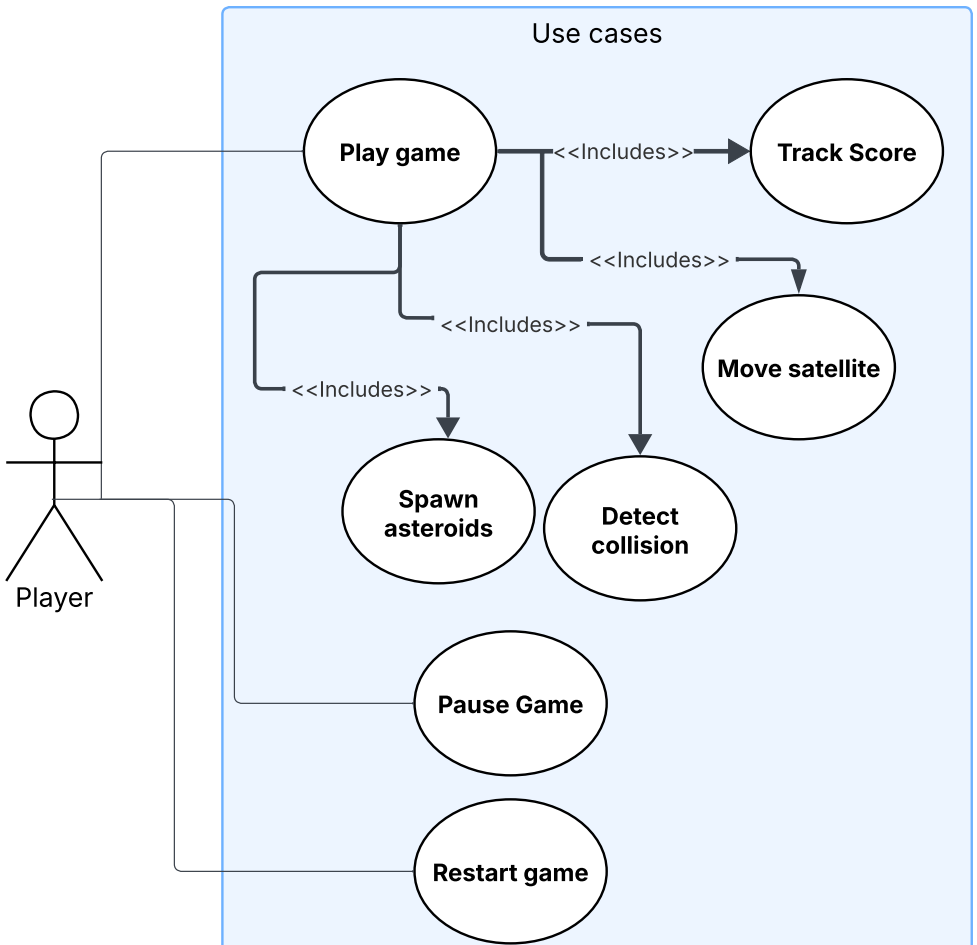 Use cases
Play game
<<Includes>>
Track Score
<<Includes>>
<<Includes>>
Move satellite
<<Includes>>
Spawn
asteroids
Detect
collision
Player
Pause Game
Restart game